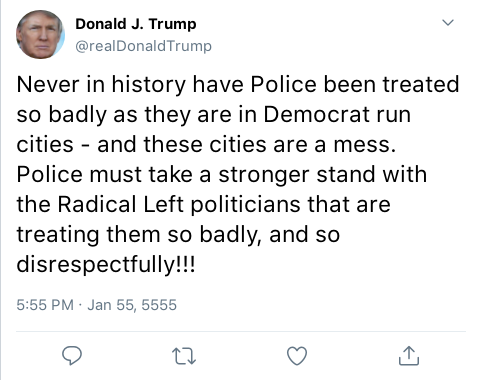 Donald J. Trump
@realDonaldTrump
Never in history have Police been treated
so badly as they are in Democrat run
cities - and these cities are a mess.
Police must take a stronger stand with
the Radical Left politicians that are
treating them so badly, and so
disrespectfully!!!
5:55 PM · Jan 55, 5555